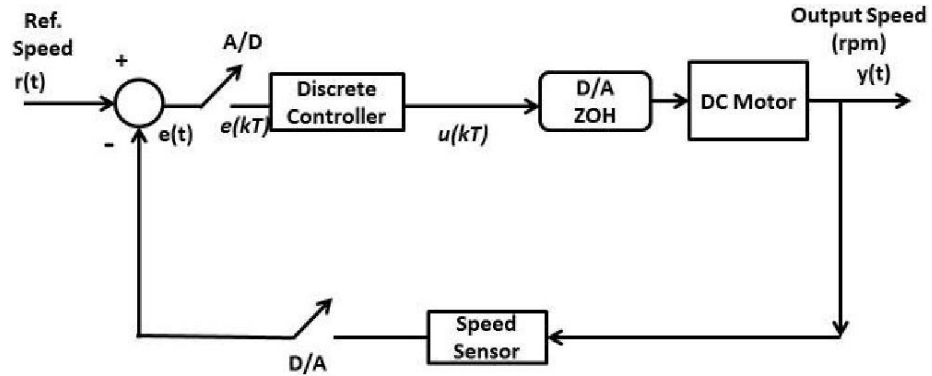 Ref.
Speed
r(t)
+
-
e(t)
A/D
e(kT)
Discrete
Controller
u(kT)
D/A
ZOH
DC Motor
Output Speed
(rpm)
y(t)
Speed
Sensor
D/A